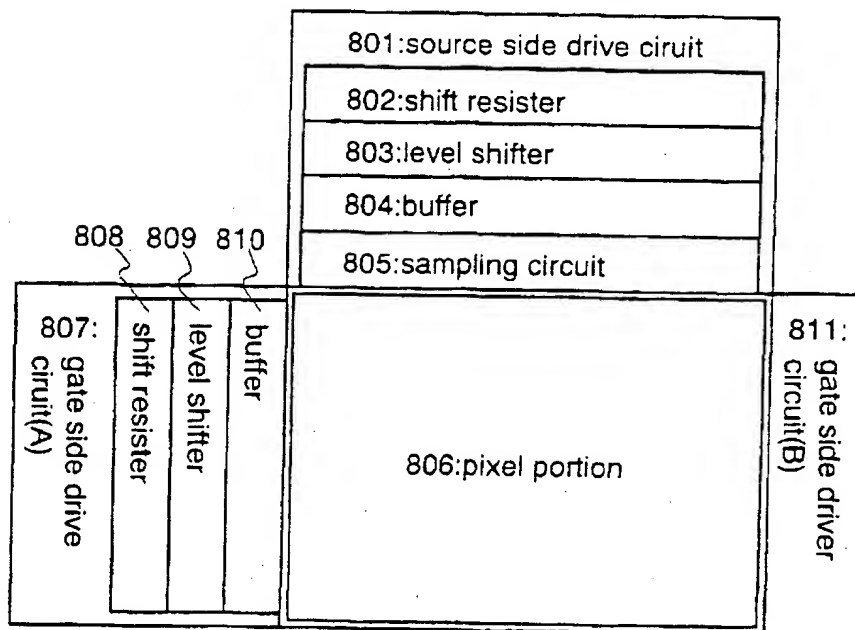 801:source side drive ciruit
802:shift resister
803:level shifter
804:buffer
805:sampling circuit
808 809 810
807:
gate side drive
ciruit(A)
shift resister
level shifter
buffer
806:pixel portion
811:
gate side driver
circuit(B)